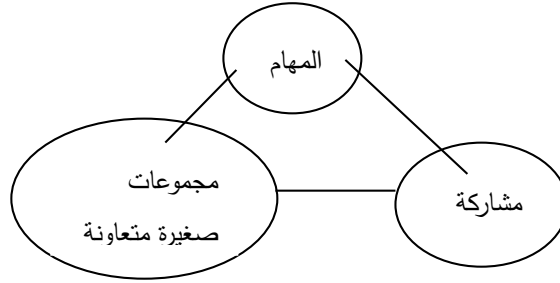 المهام
مشاركة
مجموعات
صغيرة متعاونة